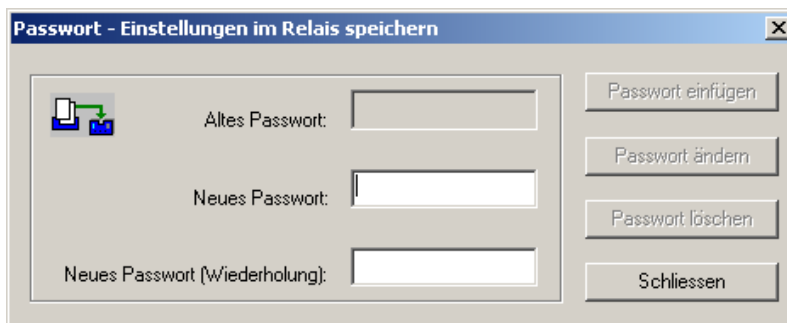 Passwort - Einstellungen im Relais speichern
Altes Passwort:
Neues Passwort:
Neues Passwort (Wiederholung):
Passwort einfügen
Passwort ändern
Passwort löschen
Schliessen